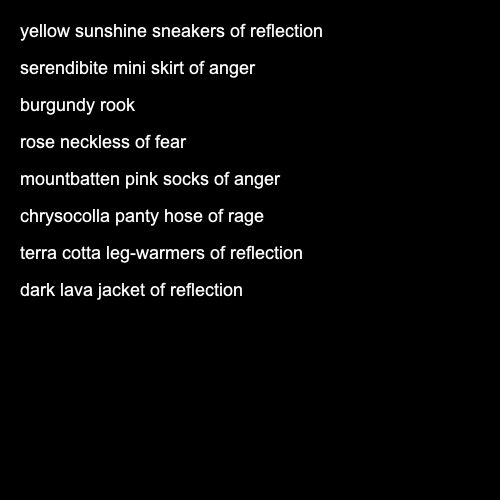 yellow sunshine sneakers of reflection
serendibite mini skirt of anger
burgundy rook
rose neckless of fear
mountbatten pink socks of anger
chrysocolla panty hose of rage
terra cotta leg-warmers of reflection
dark lava jacket of reflection